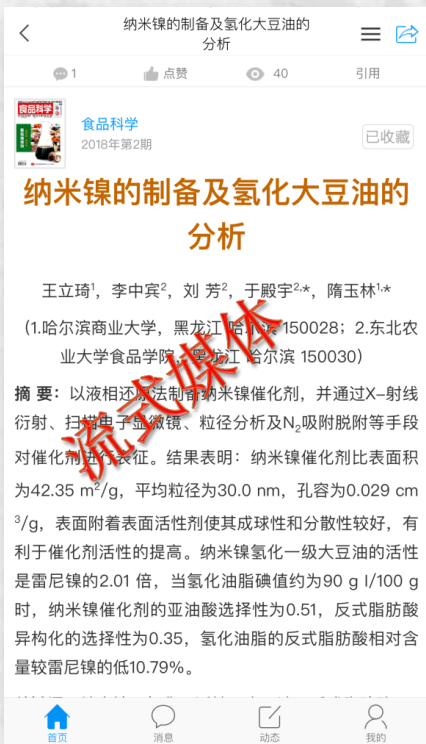 纳米镍的制备及氢化大豆油的
分析
1
点赞
40
引用
食品科学
食品科学
2018年第2期
已收藏
纳米镍的制备及氢化大豆油的
分析
王立琦¹，李中宾²，刘 芳²，于殿宇²,*，隋玉林¹,*
（1.哈尔滨商业大学，黑龙江 哈尔滨 150028；2.东北农
业大学食品学院，黑龙江 哈尔滨 150030）
摘 要：以液相还原法制备纳米镍催化剂，并通过X–射线
衍射、扫描电子显微镜、粒径分析及N₂吸附脱附等手段
对催化剂进行表征。结果表明：纳米镍催化剂比表面积
为42.35 m²/g，平均粒径为30.0 nm，孔容为0.029 cm
³/g，表面附着表面活性剂使其成球性和分散性较好，有
利于催化剂活性的提高。纳米镍氢化一级大豆油的活性
是雷尼镍的2.01 倍，当氢化油脂碘值约为90 g I/100 g
时，纳米镍催化剂的亚油酸选择性为0.51，反式脂肪酸
异构化的选择性为0.35，氢化油脂的反式脂肪酸相对含
量较雷尼镍的低10.79%。
流式媒体
首页
消息
动态
我的